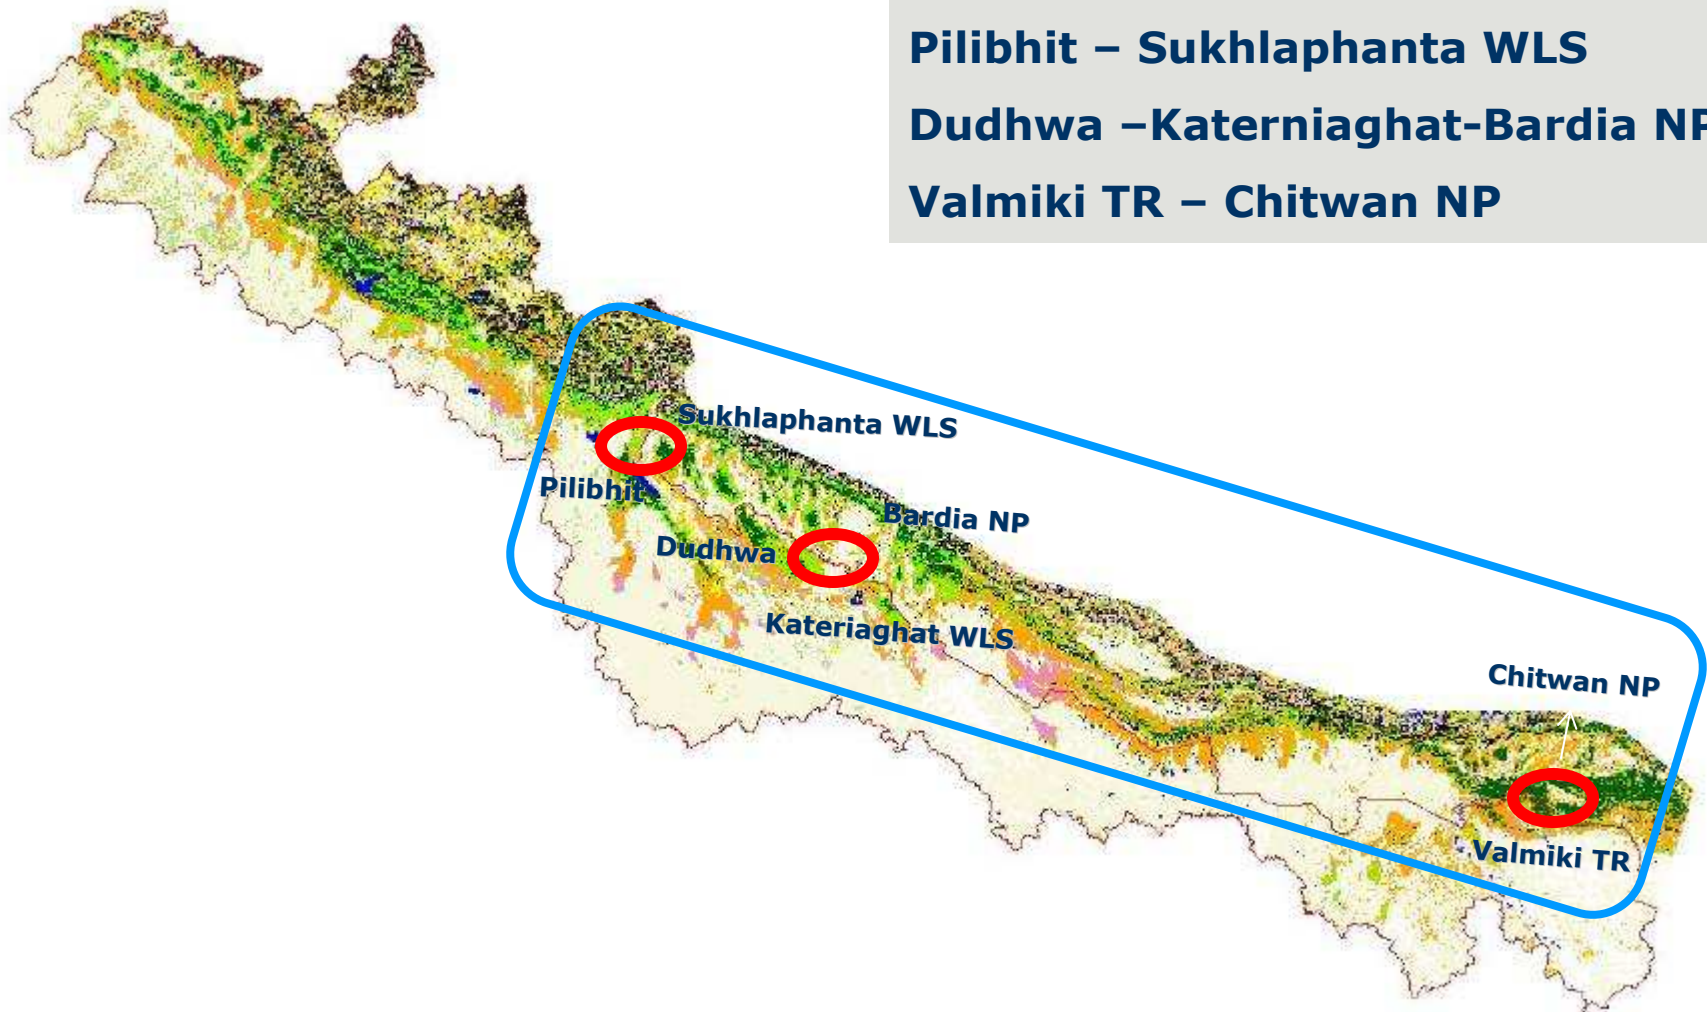 Pilibhit – Sukhlaphanta WLS
Dudhwa –Katerniaghat-Bardia NP
Valmiki TR – Chitwan NP
Sukhlaphanta WLS
Pilibhit
Bardia NP
Dudhwa
Kateriaghat WLS
Chitwan NP
Valmiki TR